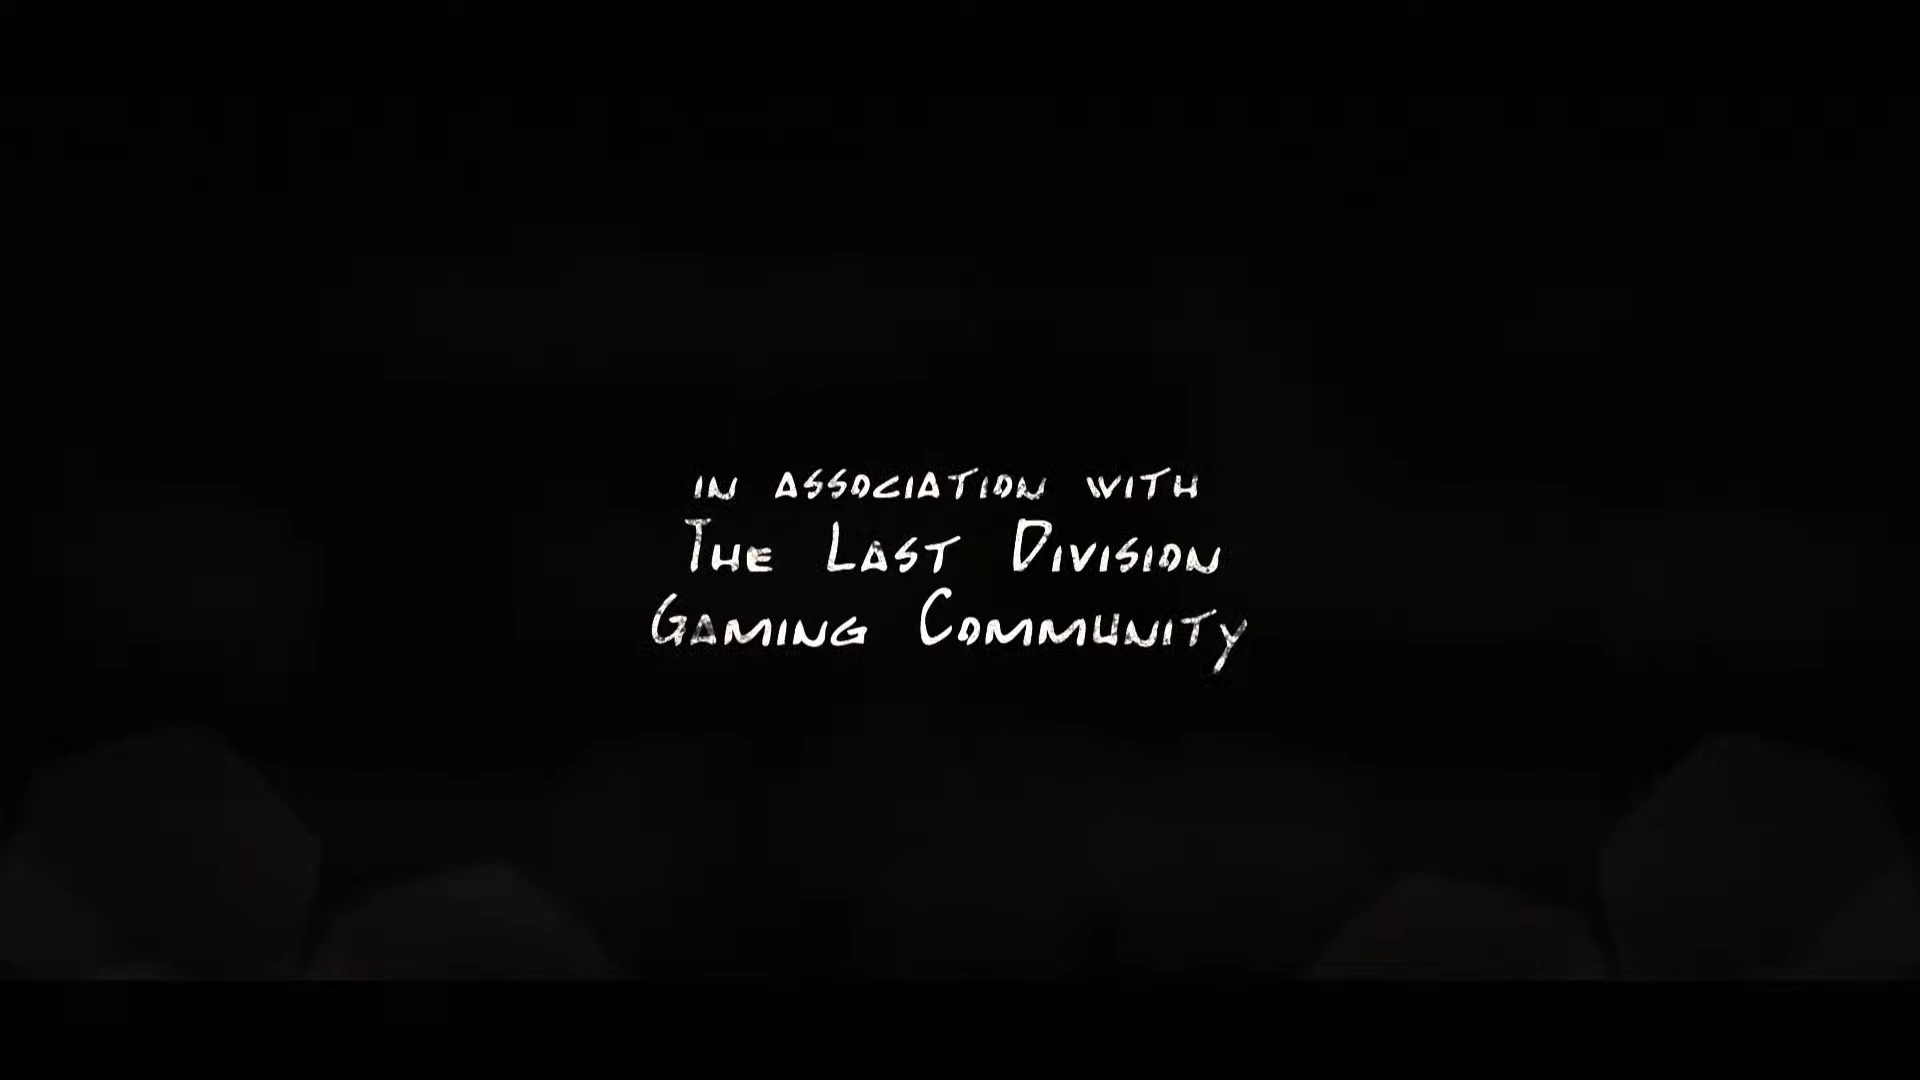 in association with
The Last Division
Gaming Community